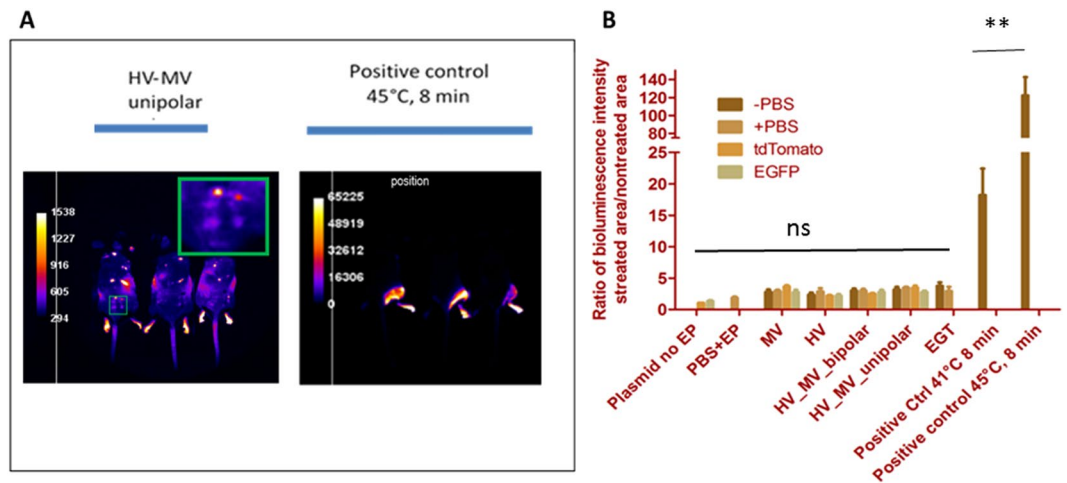 A
HV-MV
unipolar
Positive control
45°C, 8 min
1538
1227
916
605
294
position
65225
48919
32612
16306
0
B
**
Ratio of bioluminescence intensity
streated area/nontreated area
140
120
100
80
60
25
20
15
10
5
0
-PBS
+PBS
tdTomato
EGFP
ns
Plasmid no EP
PBS+EP
MV
HV
HV_MV_bipolar
HV_MV_unipolar
EGT
Positive Ctrl 41°C 8 min
Positive control 45°C, 8 min